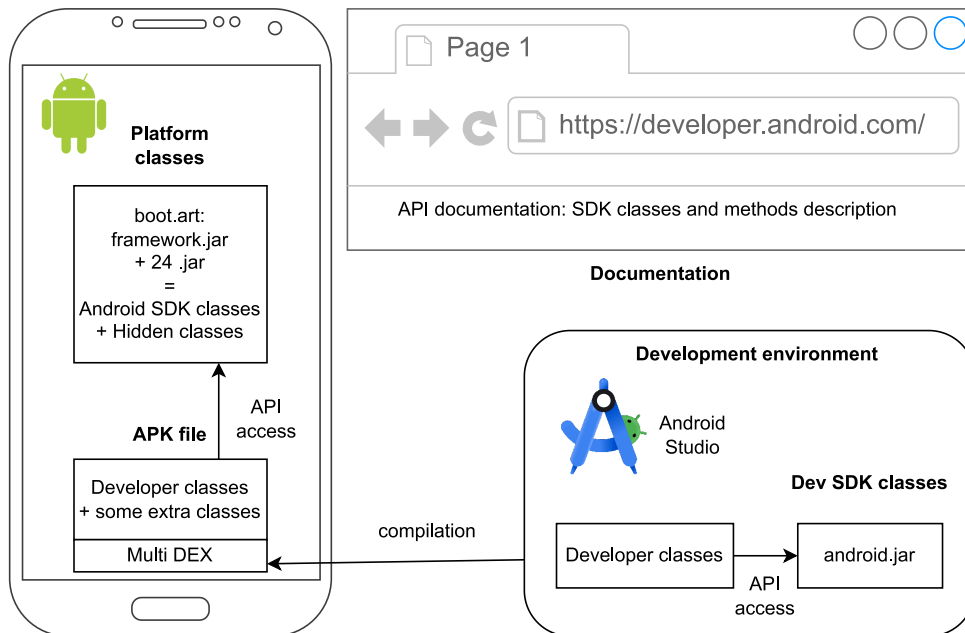 Platform
classes
boot.art:
framework.jar
+ 24 .jar
=
Android SDK classes
+ Hidden classes
API
access
APK file
Developer classes
+ some extra classes
Multi DEX
Page 1
https://developer.android.com/
API documentation: SDK classes and methods description
Documentation
compilation
Development environment
Android
Studio
Dev SDK classes
Developer classes
API
access
android.jar